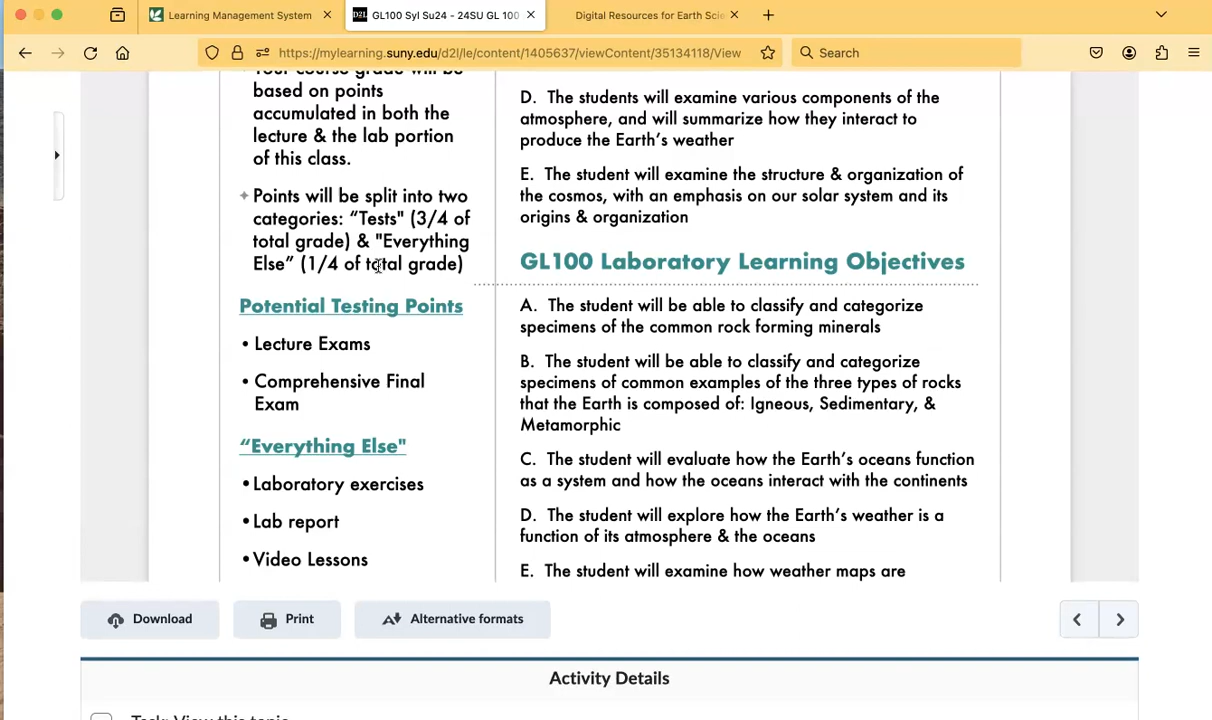 Learning Management System
GL100 Syl Su24 - 24SU GL 100
Digital Resources for Earth Scie
https://mylearning.suny.edu/d2l/le/content/1405637/viewContent/35134118/View
Search
Your course grade will be
based on points
accumulated in both the
lecture & the lab portion
of this class.
Points will be split into two
categories: “Tests" (3/4 of
total grade) & "Everything
Else” (1/4 of total grade)
Potential Testing Points
• Lecture Exams
• Comprehensive Final
Exam
“Everything Else"
• Laboratory exercises
• Lab report
• Video Lessons
D. The students will examine various components of the
atmosphere, and will summarize how they interact to
produce the Earth’s weather
E. The student will examine the structure & organization of
the cosmos, with an emphasis on our solar system and its
origins & organization
GL100 Laboratory Learning Objectives
A. The student will be able to classify and categorize
specimens of the common rock forming minerals
B. The student will be able to classify and categorize
specimens of common examples of the three types of rocks
that the Earth is composed of: Igneous, Sedimentary, &
Metamorphic
C. The student will evaluate how the Earth’s oceans function
as a system and how the oceans interact with the continents
D. The student will explore how the Earth’s weather is a
function of its atmosphere & the oceans
E. The student will examine how weather maps are
Download
Print
Alternative formats
Activity Details
Task: View this topic